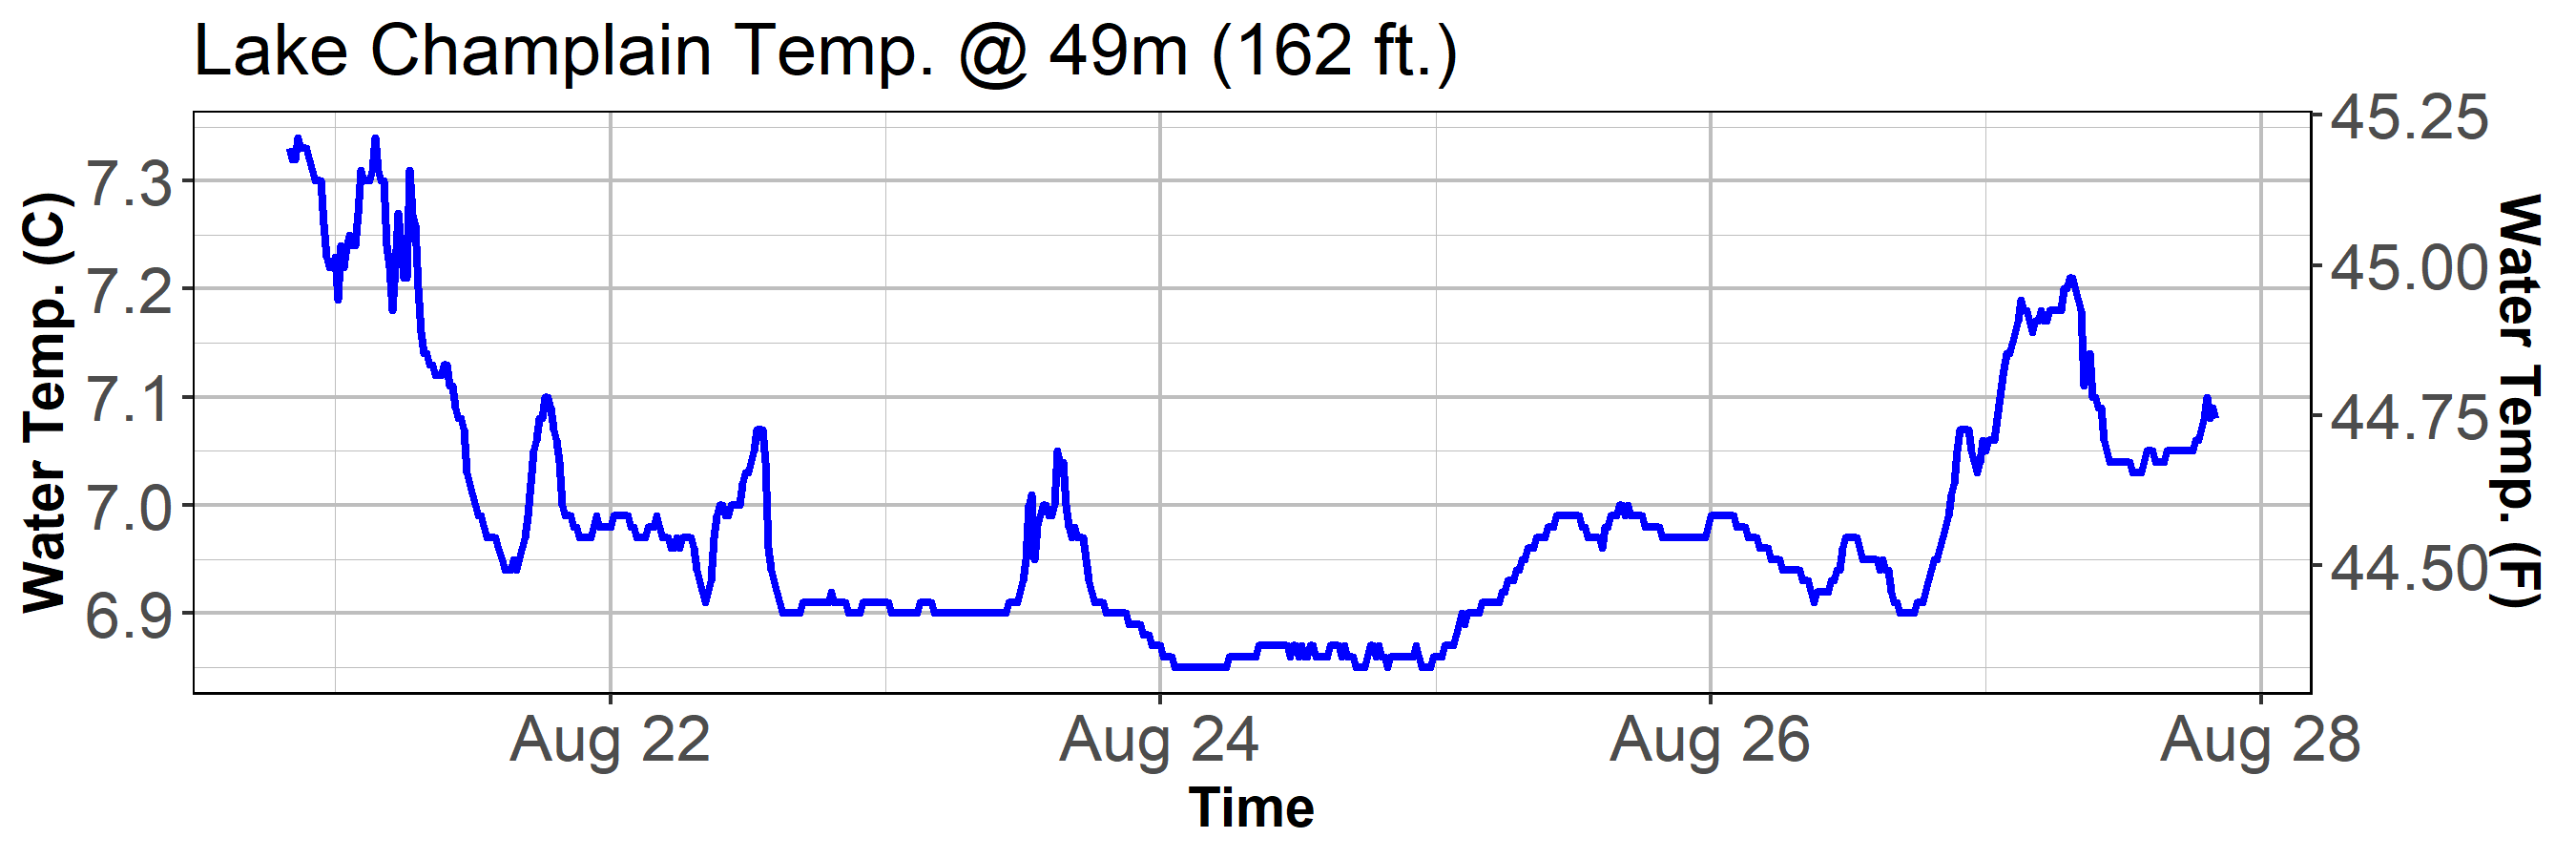 Lake Champlain Temp. @ 49m (162 ft.)
Water Temp. (C)
7.3
7.2
7.1
7.0
6.9
45.25
45.00
44.75
44.50
Water Temp. (F)
Aug 22
Aug 24
Aug 26
Aug 28
Time